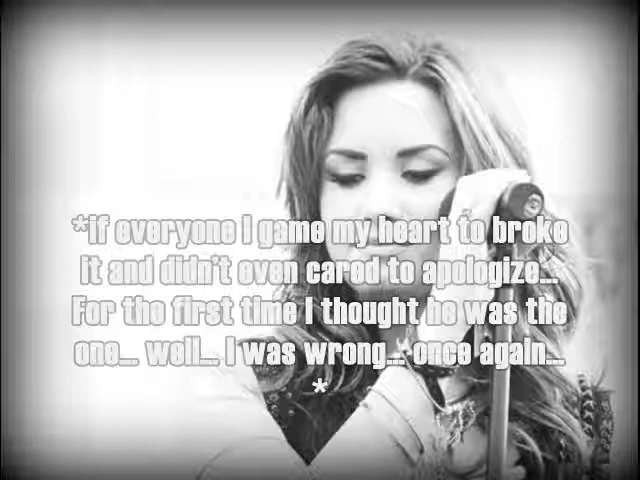 *if everyone I game my heart to broke
it and didn't even cared to apologize...
For the first time I thought he was the
one... well... I was wrong... once again...
*